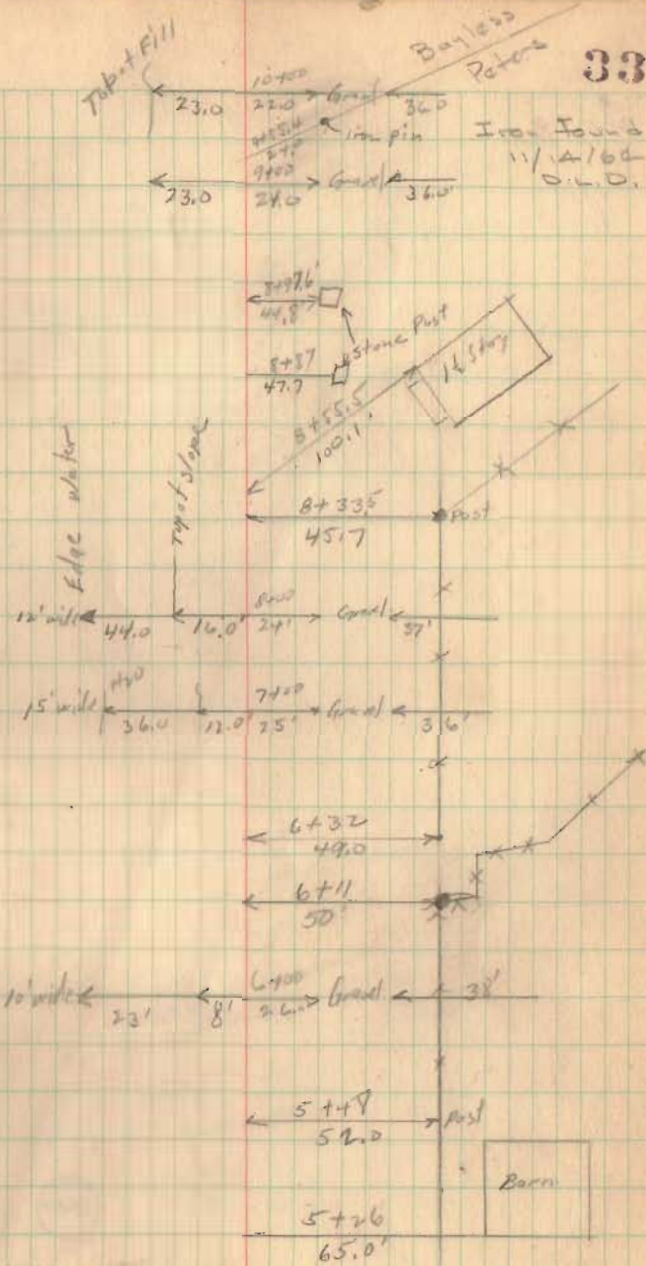 Top of Fill
Bayless
Peters
33
10+00
23.0 22.0 Gravel 36.0
Iron pin
Iron Found
11/14/62
D.L.D.
9+00
23.0 24.0 Gravel 36.0'
8+97.6'
44.8'
Stone Post
8+87
47.7
1½ Story
8+55.5
100.1
Edge Water
Top of Slope
8+33.5
45.7
Post
8+00
12' wide 44.0 16.0' 24' Gravel 37'
7+20
7+00
15' wide 36.0 12.0' 25' Gravel 36'
6+32
49.0
6+11
50'
6+00
10' wide 23' 8' 26. Gravel 38'
5+48
52.0
Post
Barn
5+26
65.0'